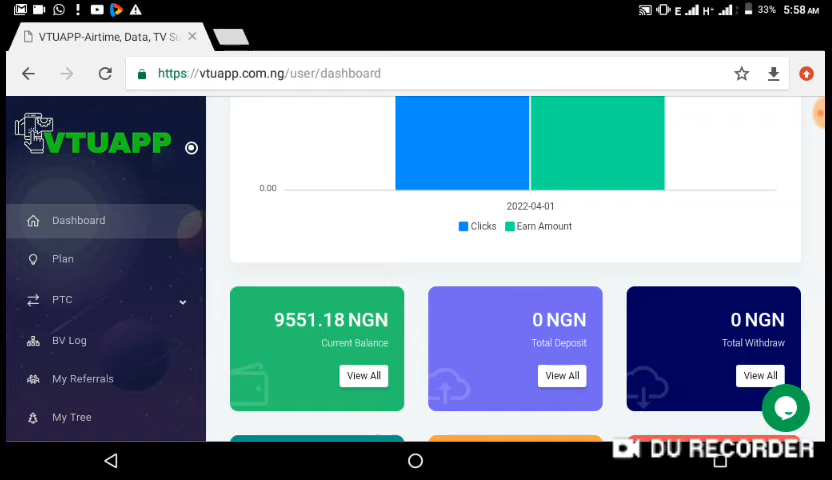 33% 5:58 AM
VTUAPP-Airtime, Data, TV Su
https://vtuapp.com.ng/user/dashboard
VTUAPP
Dashboard
Plan
PTC
BV Log
My Referrals
My Tree
0.00
2022-04-01
Clicks Earn Amount
9551.18 NGN
Current Balance
View All
0 NGN
Total Deposit
View All
0 NGN
Total Withdraw
View All
DU RECORDER